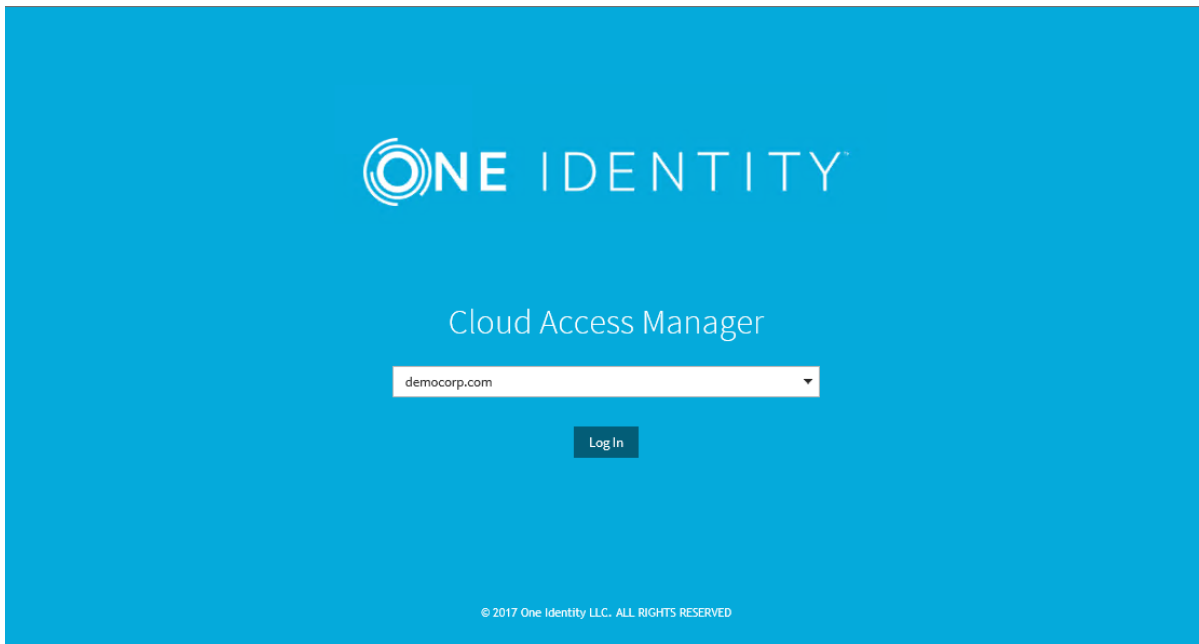 ONE IDENTITY™
Cloud Access Manager
democorp.com
Log In
© 2017 One Identity LLC. ALL RIGHTS RESERVED